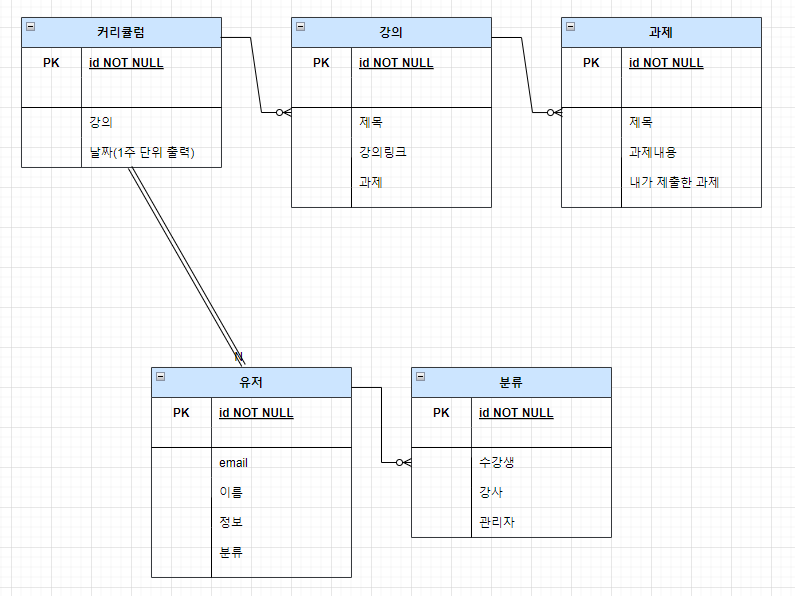 커리큘럼
PK id NOT NULL
강의
날짜(1주 단위 출력)
강의
PK id NOT NULL
제목
강의링크
과제
과제
PK id NOT NULL
제목
과제내용
내가 제출한 과제
N
유저
PK id NOT NULL
email
이름
정보
분류
분류
PK id NOT NULL
수강생
강사
관리자